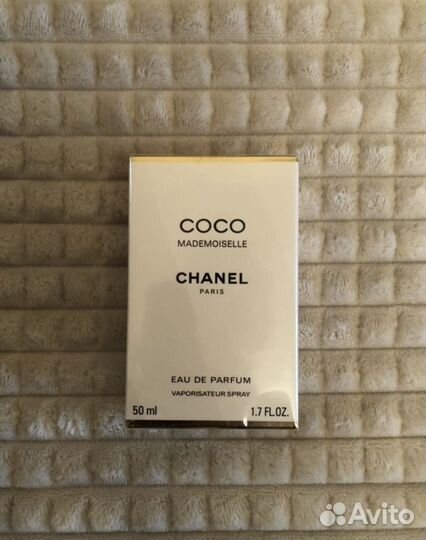 COCO
MADEMOISELLE
CHANEL
PARIS
EAU DE PARFUM
VAPORISATEUR SPRAY
50 ml 1.7 FL.OZ.
Avito